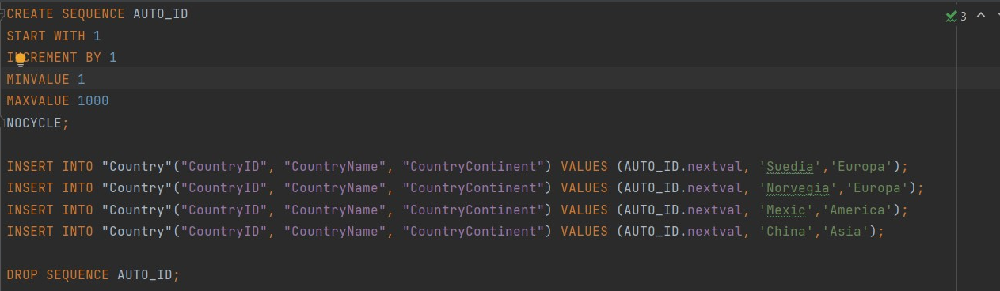 CREATE SEQUENCE AUTO_ID
START WITH 1
INCREMENT BY 1
MINVALUE 1
MAXVALUE 1000
NOCYCLE;
INSERT INTO "Country"("CountryID", "CountryName", "CountryContinent") VALUES (AUTO_ID.nextval, 'Suedia','Europa');
INSERT INTO "Country"("CountryID", "CountryName", "CountryContinent") VALUES (AUTO_ID.nextval, 'Norvegia','Europa');
INSERT INTO "Country"("CountryID", "CountryName", "CountryContinent") VALUES (AUTO_ID.nextval, 'Mexic','America');
INSERT INTO "Country"("CountryID", "CountryName", "CountryContinent") VALUES (AUTO_ID.nextval, 'China','Asia');
DROP SEQUENCE AUTO_ID;
3